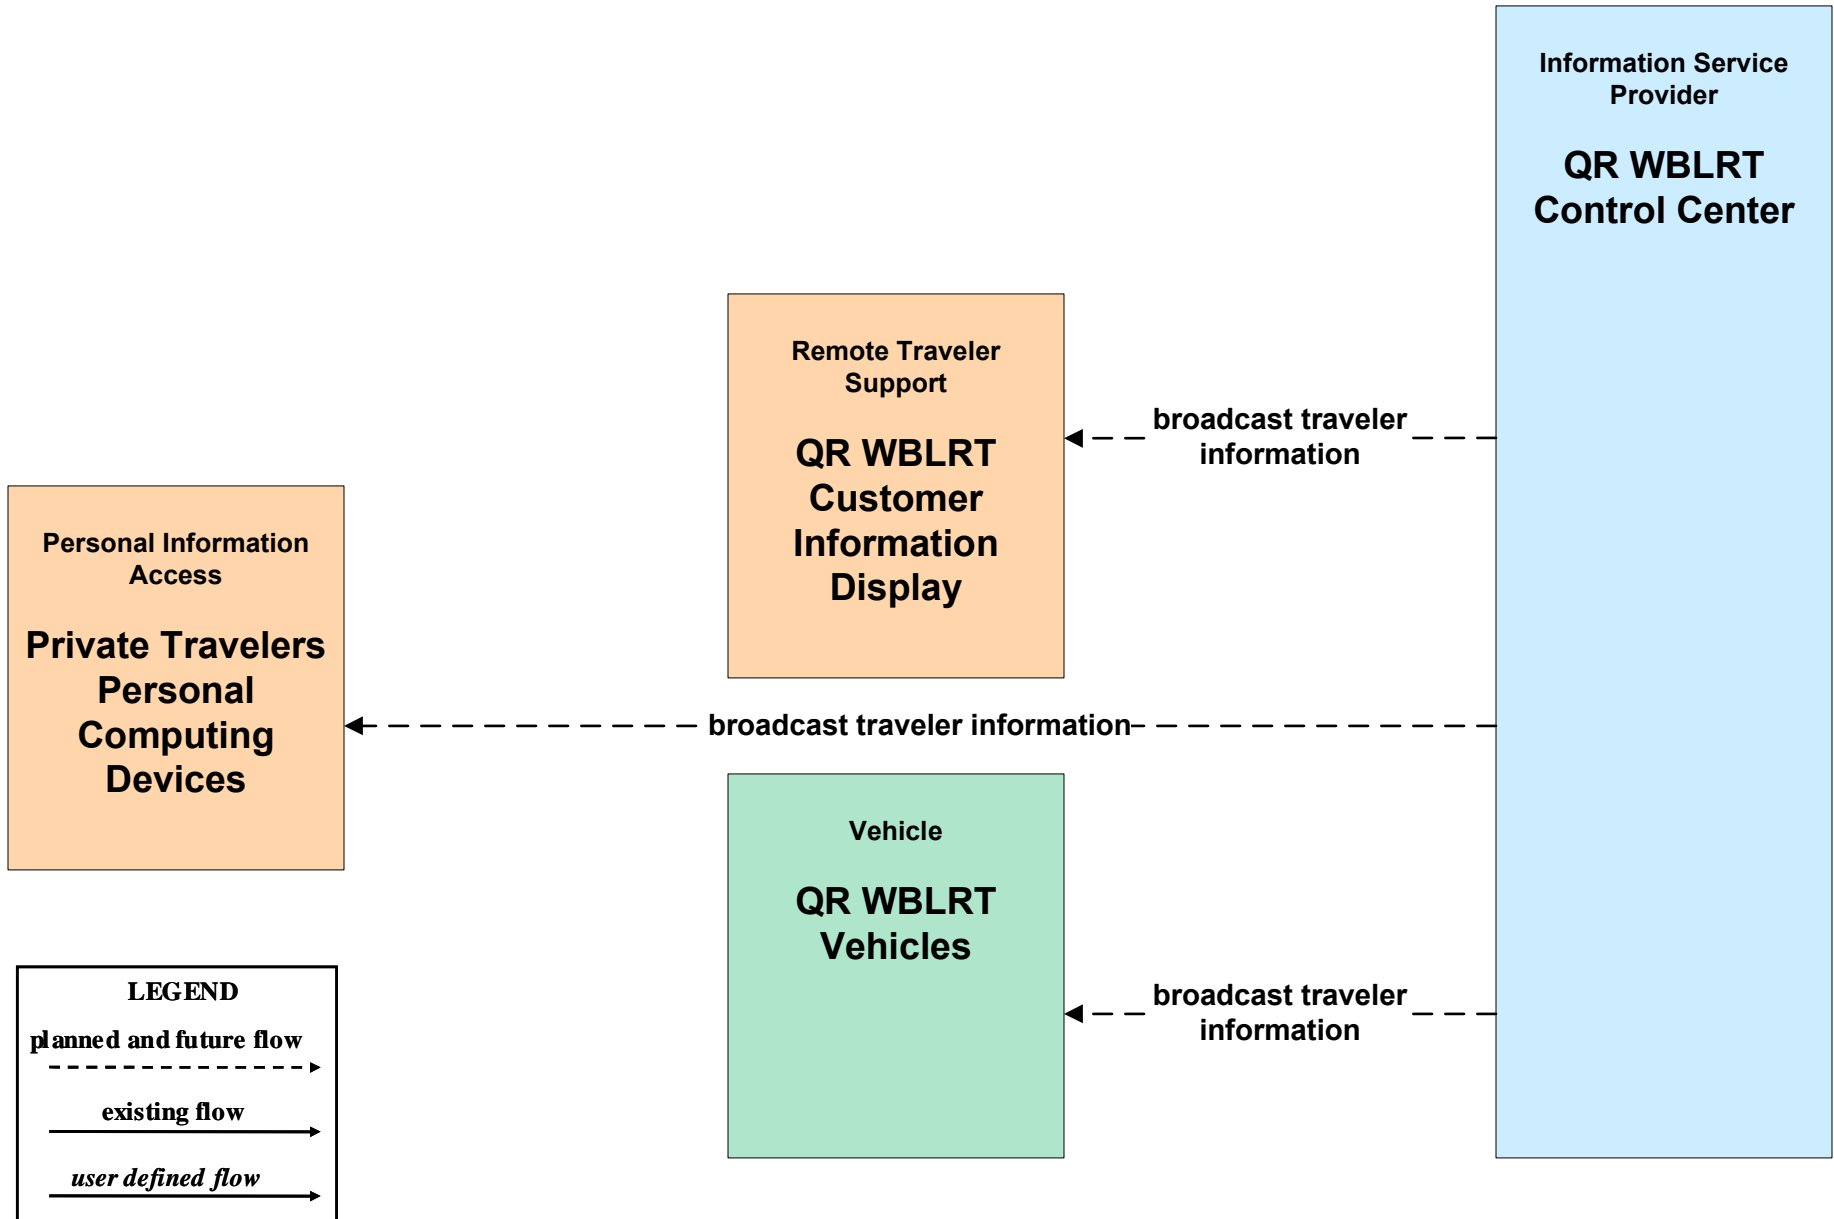 Information Service
Provider
QR WBLRT
Control Center
Remote Traveler
Support
QR WBLRT
Customer
Information
Display
broadcast traveler
information
Personal Information
Access
Private Travelers
Personal
Computing
Devices
broadcast traveler information
Vehicle
QR WBLRT
Vehicles
broadcast traveler
information
LEGEND
planned and future flow
existing flow
user defined flow